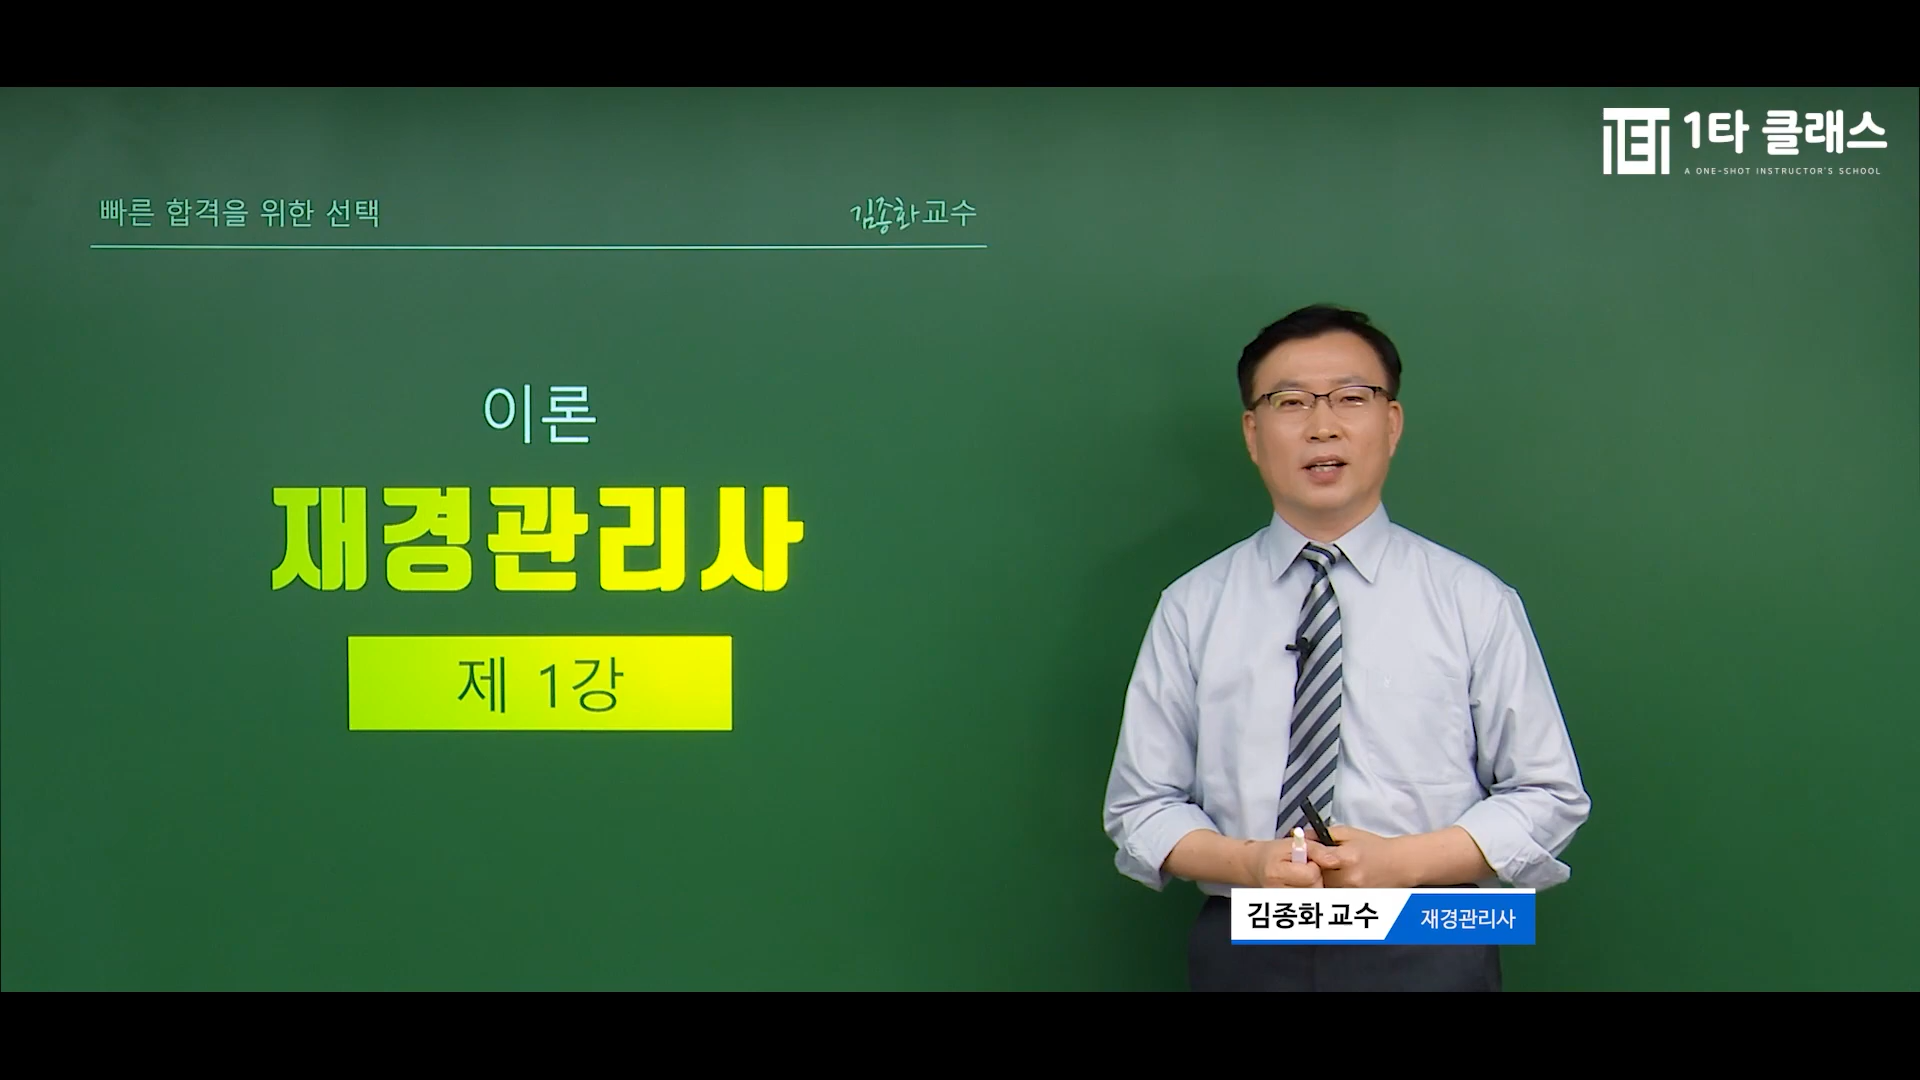 1타 클래스
A ONE-SHOT INSTRUCTOR'S SCHOOL
빠른 합격을 위한 선택
김종화교수
이론
재경관리사
제 1강
김종화 교수
재경관리사